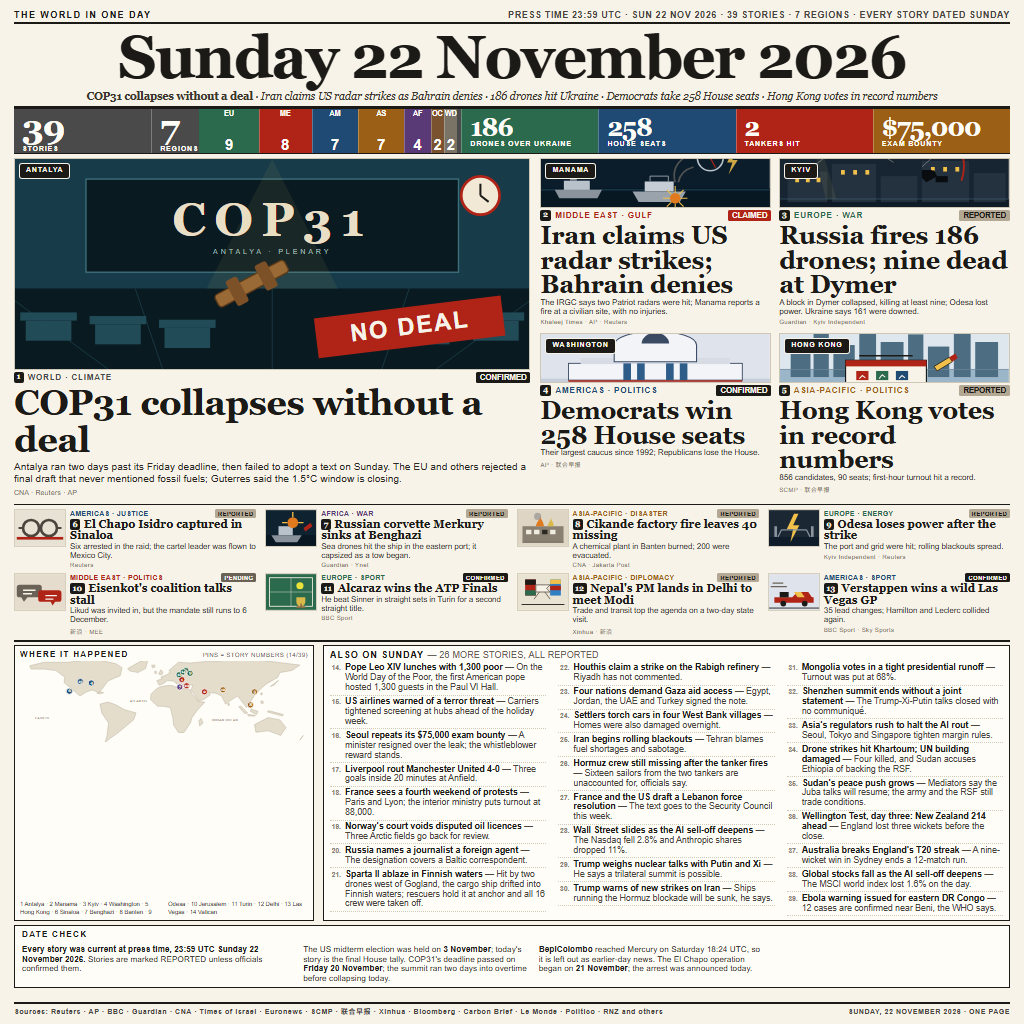 THE WORLD IN ONE DAY
PRESS TIME 23:59 UTC · SUN 22 NOV 2026 · 39 STORIES · 7 REGIONS · EVERY STORY DATED SUNDAY
Sunday 22 November 2026
COP31 collapses without a deal · Iran claims US radar strikes as Bahrain denies · 186 drones hit Ukraine · Democrats take 258 House seats · Hong Kong votes in record numbers
39
STORIES
7
REGIONS
EU
9
ME
8
AM
7
AS
7
AF
4
OC
2
WD
2
186
DRONES OVER UKRAINE
258
HOUSE SEATS
2
TANKERS HIT
$75,000
EXAM BOUNTY
ANTALYA
COP31
ANTALYA · PLENARY
NO DEAL
1 WORLD · CLIMATE
CONFIRMED
COP31 collapses without a
deal
Antalya ran two days past its Friday deadline, then failed to adopt a text on Sunday. The EU and others rejected a
final draft that never mentioned fossil fuels; Guterres said the 1.5°C window is closing.
CNA · Reuters · AP
MANAMA
2 MIDDLE EAST · GULF
CLAIMED
Iran claims US
radar strikes;
Bahrain denies
The IRGC says two Patriot radars were hit; Manama reports a
fire at a civilian site, with no injuries.
Khaleej Times · AP · Reuters
KYIV
3 EUROPE · WAR
REPORTED
Russia fires 186
drones; nine dead
at Dymer
A block in Dymer collapsed, killing at least nine; Odesa lost
power. Ukraine says 161 were downed.
Guardian · Kyiv Independent
WASHINGTON
4 AMERICAS · POLITICS
CONFIRMED
Democrats win
258 House seats
Their largest caucus since 1992; Republicans lose the House.
AP · 联合早报
HONG KONG
5 ASIA-PACIFIC · POLITICS
REPORTED
Hong Kong votes
in record
numbers
856 candidates, 90 seats; first-hour turnout hit a record.
SCMP · 联合早报
AMERICAS · JUSTICE
REPORTED
6 El Chapo Isidro captured in
Sinaloa
Six arrested in the raid; the cartel leader was flown to
Mexico City.
Reuters
AFRICA · WAR
REPORTED
7 Russian corvette Merkury
sinks at Benghazi
Sea drones hit the ship in the eastern port; it
capsized as a tow began.
Guardian · Ynet
ASIA-PACIFIC · DISASTER
REPORTED
8 Cikande factory fire leaves 40
missing
A chemical plant in Banten burned; 200 were
evacuated.
CNA · Jakarta Post
EUROPE · ENERGY
REPORTED
9 Odesa loses power after the
strike
The port and grid were hit; rolling blackouts spread.
Kyiv Independent · Reuters
MIDDLE EAST · POLITICS
PENDING
10 Eisenkot's coalition talks
stall
Likud was invited in, but the mandate still runs to 6
December.
新浪 · MEE
EUROPE · SPORT
CONFIRMED
11 Alcaraz wins the ATP Finals
He beat Sinner in straight sets in Turin for a second
straight title.
BBC Sport
ASIA-PACIFIC · DIPLOMACY
REPORTED
12 Nepal's PM lands in Delhi to
meet Modi
Trade and transit top the agenda on a two-day state
visit.
Xinhua · 新浪
AMERICAS · SPORT
CONFIRMED
13 Verstappen wins a wild Las
Vegas GP
35 lead changes; Hamilton and Leclerc collided
again.
BBC Sport · Sky Sports
WHERE IT HAPPENED
PINS = STORY NUMBERS (14/39)
1 Antalya · 2 Manama · 3 Kyiv · 4 Washington · 5
Hong Kong · 6 Sinaloa · 7 Benghazi · 8 Banten · 9
Odesa · 10 Jerusalem · 11 Turin · 12 Delhi · 13 Las
Vegas · 14 Vatican
ALSO ON SUNDAY — 26 MORE STORIES, ALL REPORTED
14. Pope Leo XIV lunches with 1,300 poor — On the
World Day of the Poor, the first American pope
hosted 1,300 guests in the Paul VI Hall.
15. US airlines warned of a terror threat — Carriers
tightened screening at hubs ahead of the holiday
week.
16. Seoul repeats its $75,000 exam bounty — A
minister resigned over the leak; the whistleblower
reward stands.
17. Liverpool rout Manchester United 4-0 — Three
goals inside 20 minutes at Anfield.
18. France sees a fourth weekend of protests —
Paris and Lyon; the interior ministry puts turnout at
88,000.
19. Norway's court voids disputed oil licences —
Three Arctic fields go back for review.
20. Russia names a journalist a foreign agent —
The designation covers a Baltic correspondent.
21. Sparta II ablaze in Finnish waters — Hit by two
drones west of Gogland, the cargo ship drifted into
Finnish waters; rescuers hold it at anchor and all 16
crew were taken off.
22. Houthis claim a strike on the Rabigh refinery —
Riyadh has not commented.
23. Four nations demand Gaza aid access — Egypt,
Jordan, the UAE and Turkey signed the note.
24. Settlers torch cars in four West Bank villages —
Homes were also damaged overnight.
25. Iran begins rolling blackouts — Tehran blames
fuel shortages and sabotage.
26. Hormuz crew still missing after the tanker fires
— Sixteen sailors from the two tankers are
unaccounted for, officials say.
27. France and the US draft a Lebanon force
resolution — The text goes to the Security Council
this week.
28. Wall Street slides as the AI sell-off deepens —
The Nasdaq fell 2.8% and Anthropic shares
dropped 11%.
29. Trump weighs nuclear talks with Putin and Xi —
He says a trilateral summit is possible.
30. Trump warns of new strikes on Iran — Ships
running the Hormuz blockade will be sunk, he says.
31. Mongolia votes in a tight presidential runoff —
Turnout was put at 68%.
32. Shenzhen summit ends without a joint
statement — The Trump-Xi-Putin talks closed with
no communiqué.
33. Asia's regulators rush to halt the AI rout —
Seoul, Tokyo and Singapore tighten margin rules.
34. Drone strikes hit Khartoum; UN building
damaged — Four killed, and Sudan accuses
Ethiopia of backing the RSF.
35. Sudan's peace push grows — Mediators say the
Juba talks will resume; the army and the RSF still
trade conditions.
36. Wellington Test, day three: New Zealand 214
ahead — England lost three wickets before the
close.
37. Australia breaks England's T20 streak — A nine-
wicket win in Sydney ends a 12-match run.
38. Global stocks fall as the AI sell-off deepens —
The MSCI world index lost 1.6% on the day.
39. Ebola warning issued for eastern DR Congo —
12 cases are confirmed near Beni, the WHO says.
DATE CHECK
Every story was current at press time, 23:59 UTC Sunday 22
November 2026. Stories are marked REPORTED unless officials
confirmed them.
The US midterm election was held on 3 November; today's
story is the final House tally. COP31's deadline passed on
Friday 20 November; the summit ran two days into overtime
before collapsing today.
BepiColombo reached Mercury on Saturday 18:24 UTC, so
it is left out as earlier-day news. The El Chapo operation
began on 21 November; the arrest was announced today.
Sources: Reuters · AP · BBC · Guardian · CNA · Times of Israel · Euronews · SCMP · 联合早报 · Xinhua · Bloomberg · Carbon Brief · Le Monde · Politico · RNZ and others
SUNDAY, 22 NOVEMBER 2026 · ONE PAGE